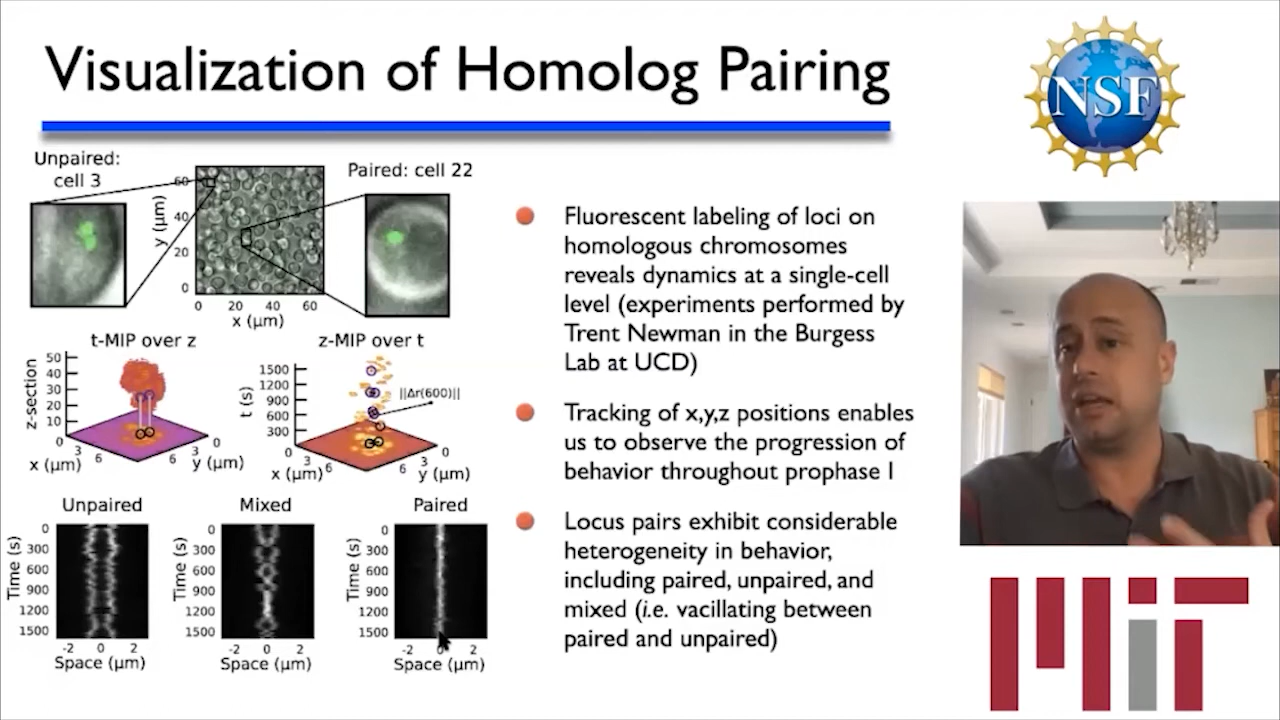 Visualization of Homolog Pairing
NSF
Unpaired:
cell 3
Paired: cell 22
60
40
20
0
y (μm)
0 20 40 60
x (μm)
t-MIP over z
z-section
50
40
30
20
10
0
3
6
x (μm)
0
3
6
y (μm)
z-MIP over t
t (s)
1500
1200
900
600
300
||Δr(600)||
0
3
6
x (μm)
0
3
6
y (μm)
Unpaired
Time (s)
0
300
600
900
1200
1500
-2 0 2
Space (μm)
Mixed
Time (s)
0
300
600
900
1200
1500
-2 0 2
Space (μm)
Paired
Time (s)
0
300
600
900
1200
1500
-2 0 2
Space (μm)
Fluorescent labeling of loci on
homologous chromosomes
reveals dynamics at a single-cell
level (experiments performed by
Trent Newman in the Burgess
Lab at UCD)
Tracking of x,y,z positions enables
us to observe the progression of
behavior throughout prophase I
Locus pairs exhibit considerable
heterogeneity in behavior,
including paired, unpaired, and
mixed (i.e. vacillating between
paired and unpaired)
MIT